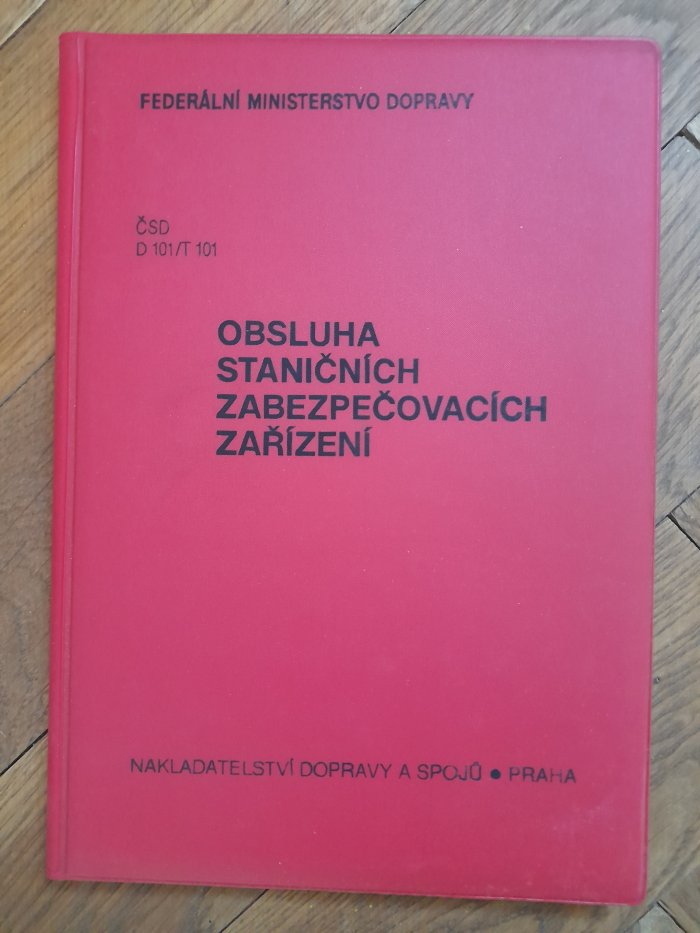 FEDERÁLNÍ MINISTERSTVO DOPRAVY
ČSD
D 101/T 101
OBSLUHA
STANIČNÍCH
ZABEZPEČOVACÍCH
ZAŘÍZENÍ
NAKLADATELSTVÍ DOPRAVY A SPOJŮ ● PRAHA